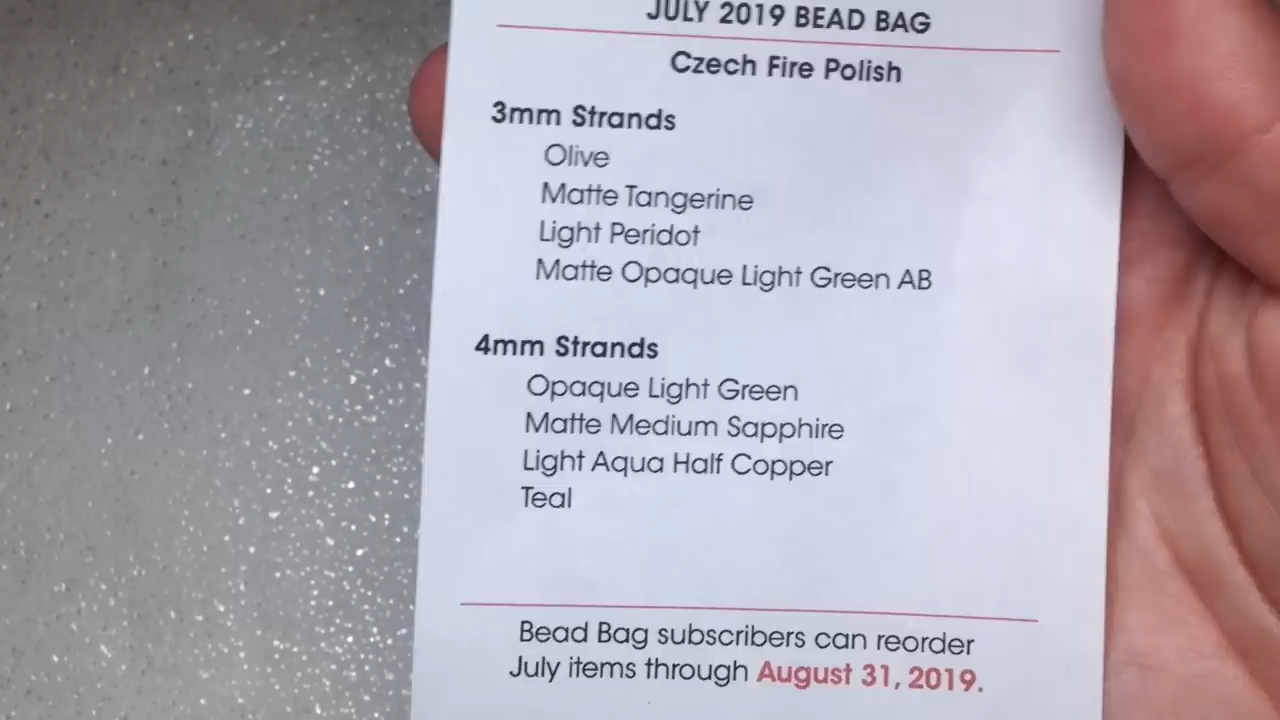 JULY 2019 BEAD BAG
Czech Fire Polish
3mm Strands
Olive
Matte Tangerine
Light Peridot
Matte Opaque Light Green AB
4mm Strands
Opaque Light Green
Matte Medium Sapphire
Light Aqua Half Copper
Teal
Bead Bag subscribers can reorder
July items through August 31, 2019.